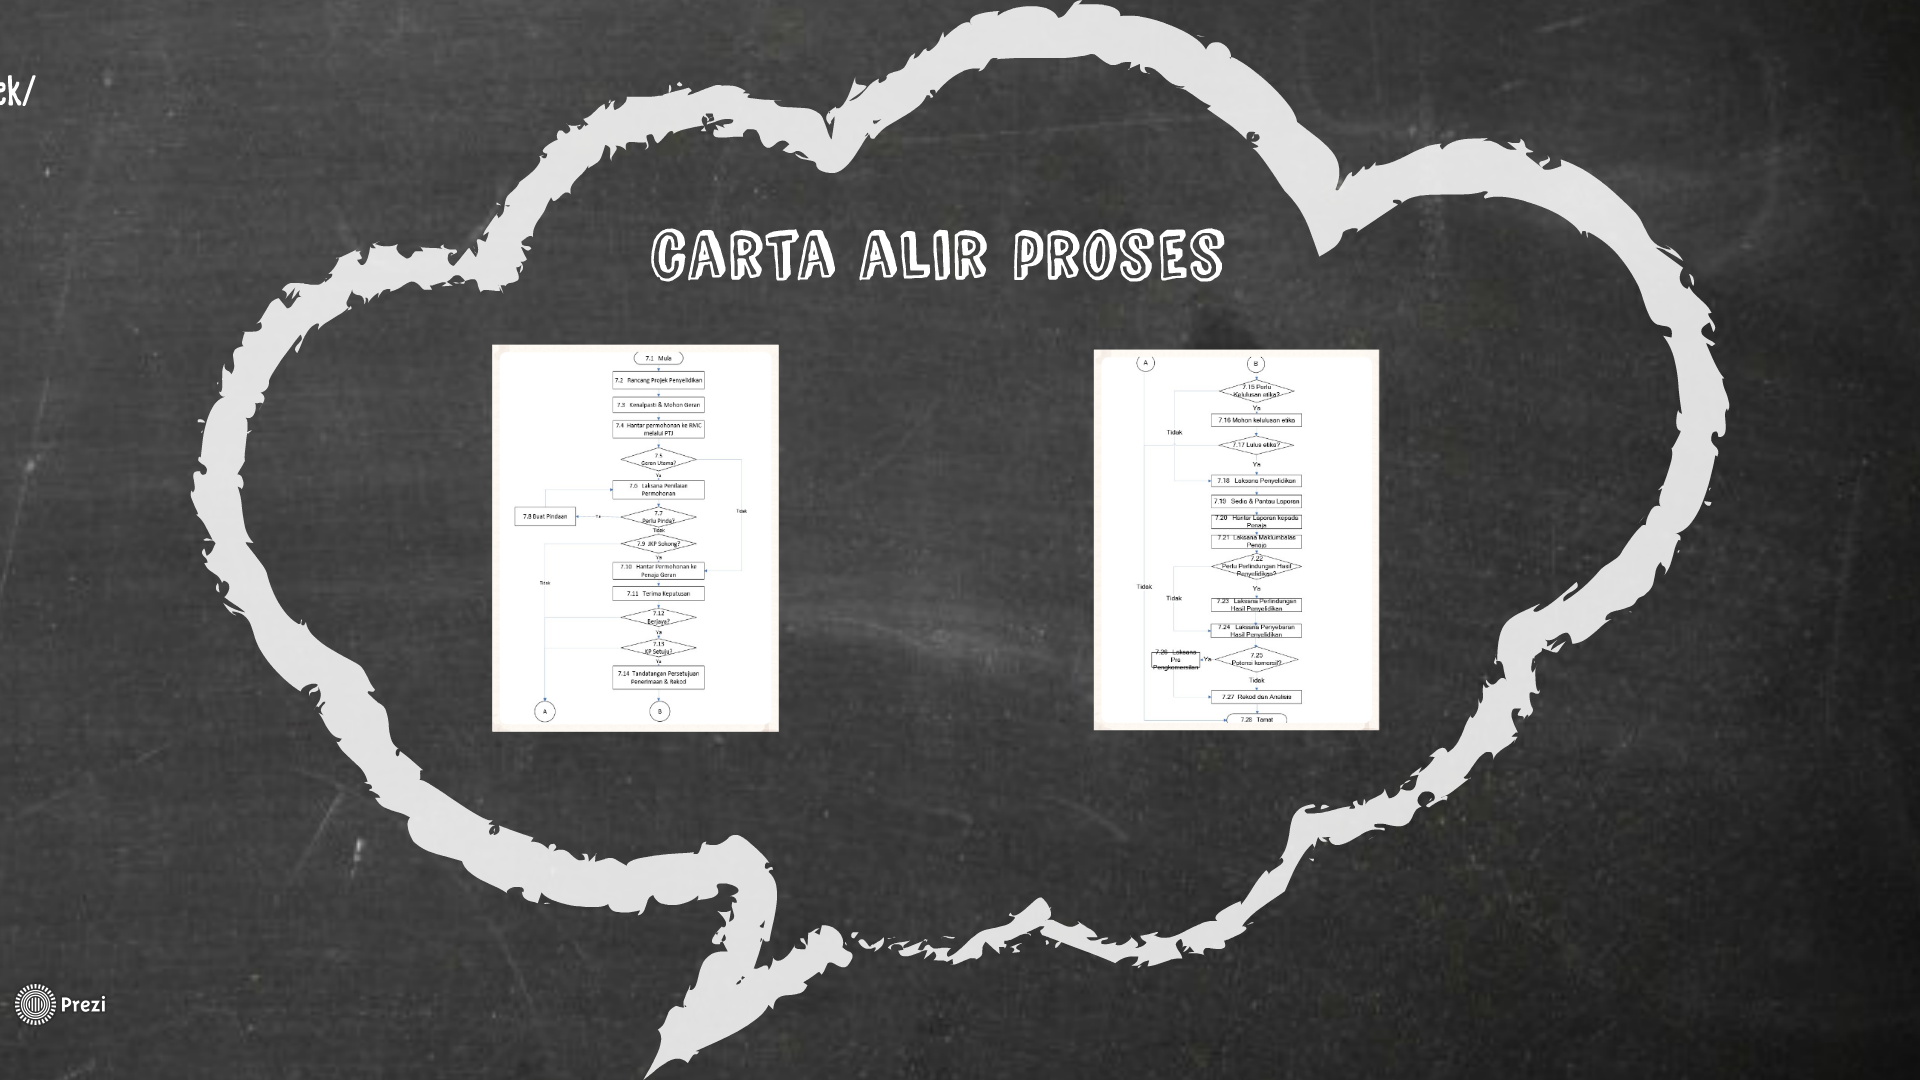 ek/
CARTA ALIR PROSES
7.1 Mula
7.2 Rancang Projek Penyelidikan
7.3 Kenalpasti & Mohon Geran
7.4 Hantar permohonan ke RMC
melalui PTJ
7.5
Geran Utama?
Ya
7.6 Laksana Penilaian
Permohonan
Tidak
7.8 Buat Pindaan
Ya
7.7
Perlu Pinda?
Tidak
7.9 JKP Sokong?
Ya
7.10 Hantar Permohonan ke
Penaja Geran
Tidak
7.11 Terima Keputusan
7.12
Berjaya?
Ya
7.13
KP Setuju?
Ya
7.14 Tandatangan Persetujuan
Penerimaan & Rekod
A
B
A
B
7.15 Perlu
Kelulusan etika?
Ya
7.16 Mohon kelulusan etika
Tidak
7.17 Lulus etika?
Ya
7.18 Laksana Penyelidikan
7.19 Sedia & Pantau Laporan
7.20 Hantar Laporan kepada
Penaja
7.21 Laksana Maklumbalas
Penaja
7.22
Perlu Perlindungan Hasil
Penyelidikan?
Tidak
Ya
Tidak
7.23 Laksana Perlindungan
Hasil Penyelidikan
7.24 Laksana Penyebaran
Hasil Penyelidikan
7.26 Laksana
Pra
Pengkomersilan
Ya
7.25
Potensi komersil?
Tidak
7.27 Rekod dan Analisis
7.28 Tamat
Prezi